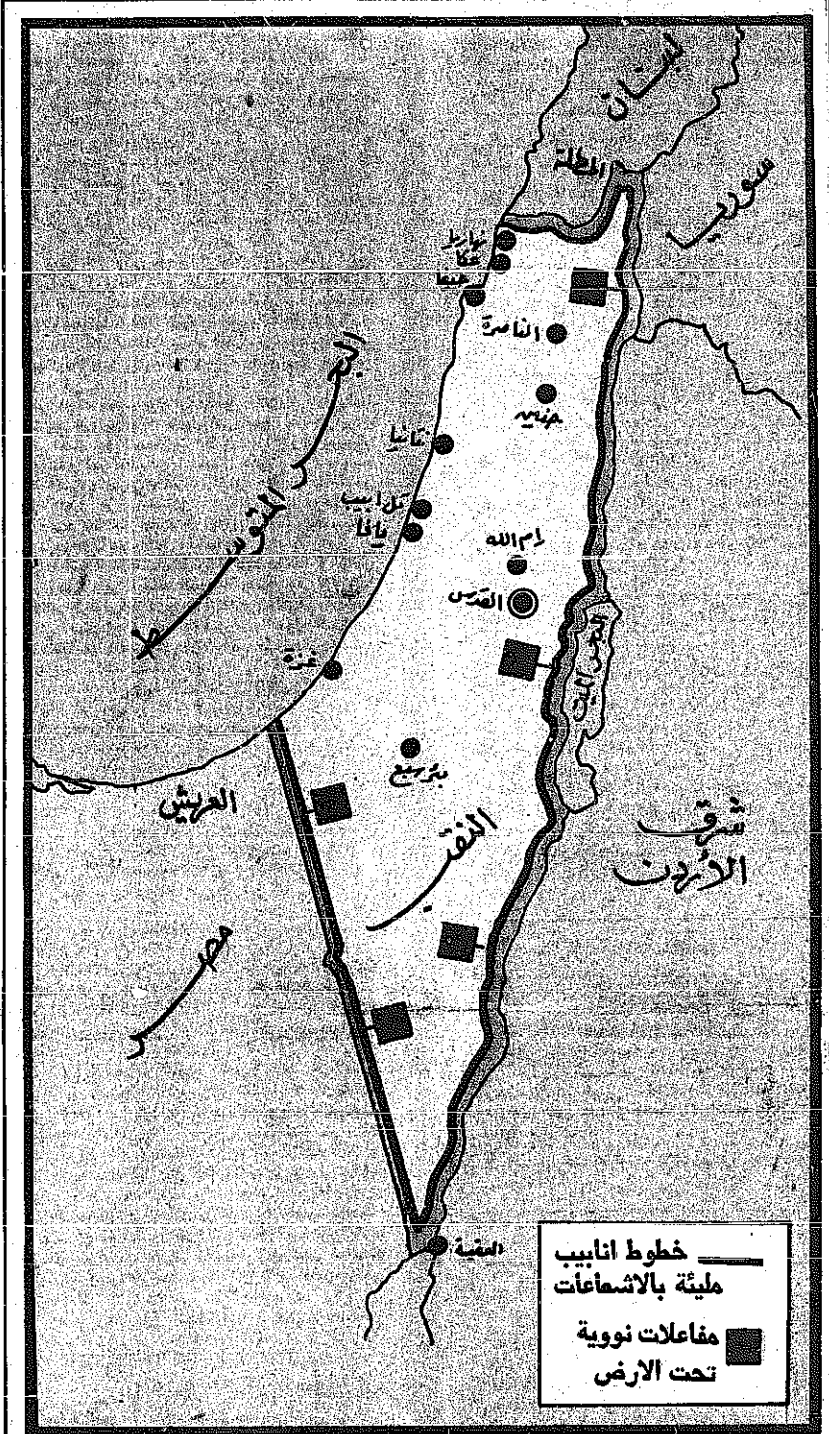 لبنان
سوريا
المطلة
نهاريا
عكا
حيفا
الناصرة
جنين
البحر المتوسط
نتانيا
تل ابيب
يافا
رام الله
القدس
البحر الميت
غزة
بئر سبع
العريش
النقب
شرق
الأردن
مصر
العقبة
خطوط انابيب
مليئة بالاشعاعات
مفاعلات نووية
تحت الارض